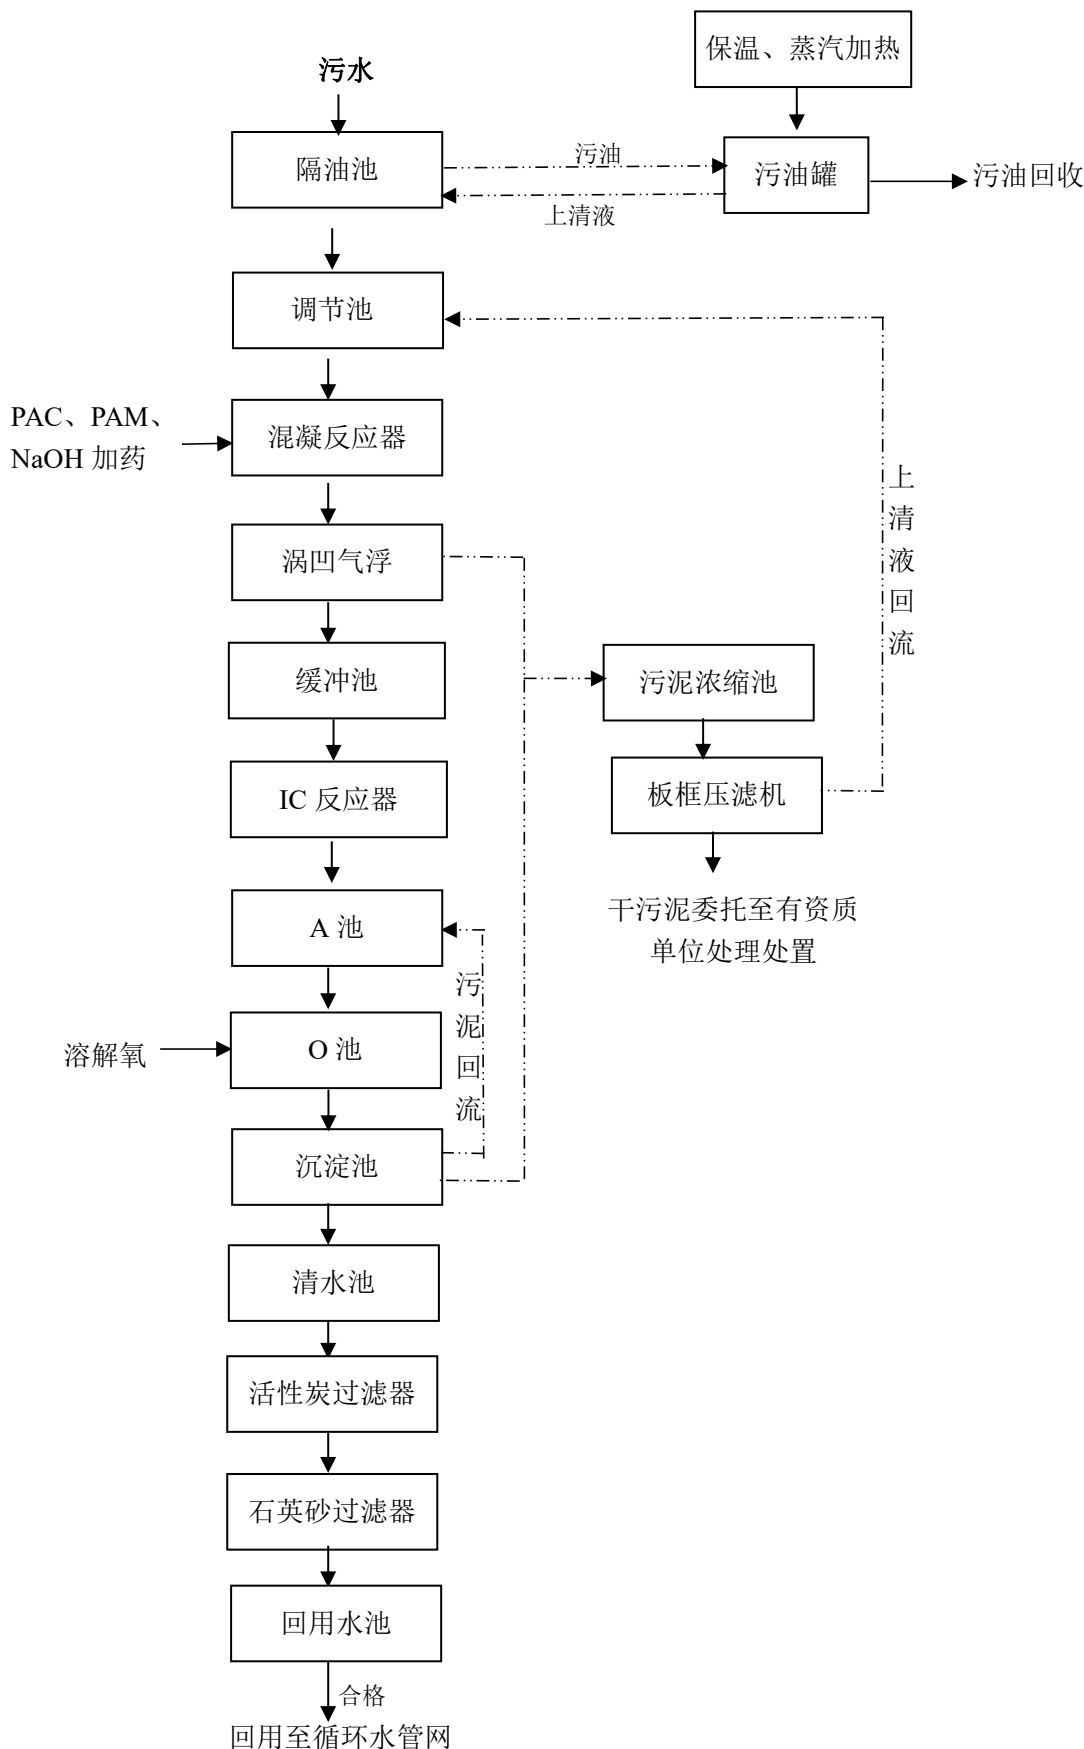 保温、蒸汽加热
污水
隔油池
污油
污油罐
污油回收
上清液
调节池
PAC、PAM、
NaOH 加药
混凝反应器
上清液回流
涡凹气浮
缓冲池
污泥浓缩池
IC 反应器
板框压滤机
干污泥委托至有资质
单位处理处置
A 池
污泥回流
溶解氧
O 池
沉淀池
清水池
活性炭过滤器
石英砂过滤器
回用水池
合格
回用至循环水管网